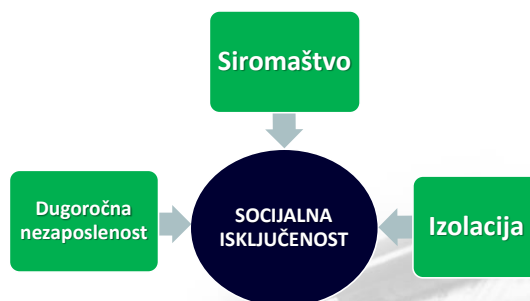 Siromaštvo
Dugoročna
nezaposlenost
SOCIJALNA
ISKLJUČENOST
Izolacija